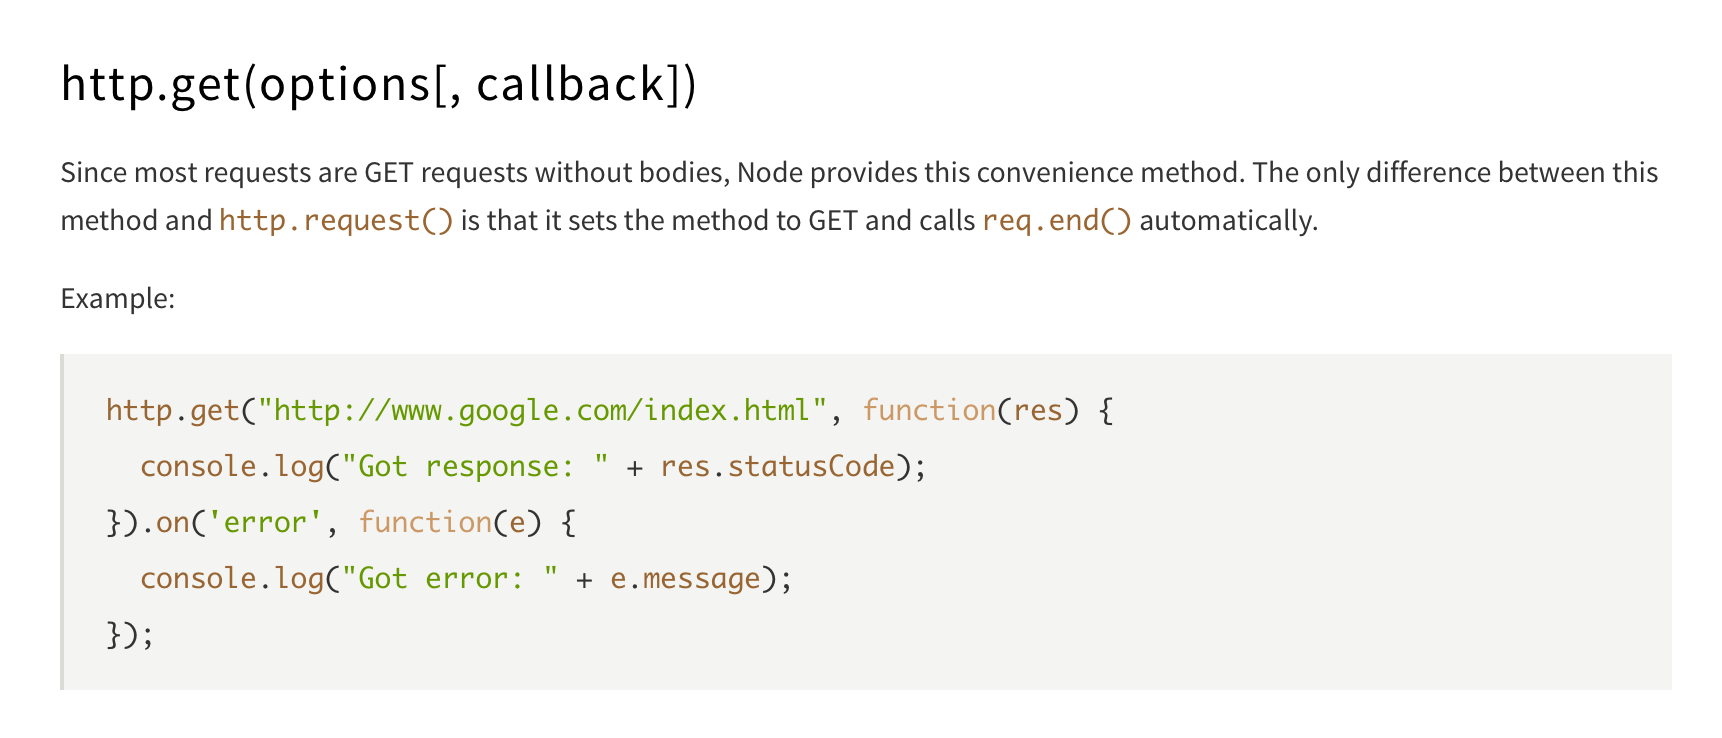 http.get(options[, callback])
Since most requests are GET requests without bodies, Node provides this convenience method. The only difference between this
method and http.request() is that it sets the method to GET and calls req.end() automatically.
Example:
http.get("http://www.google.com/index.html", function(res) {
  console.log("Got response: " + res.statusCode);
}).on('error', function(e) {
  console.log("Got error: " + e.message);
});